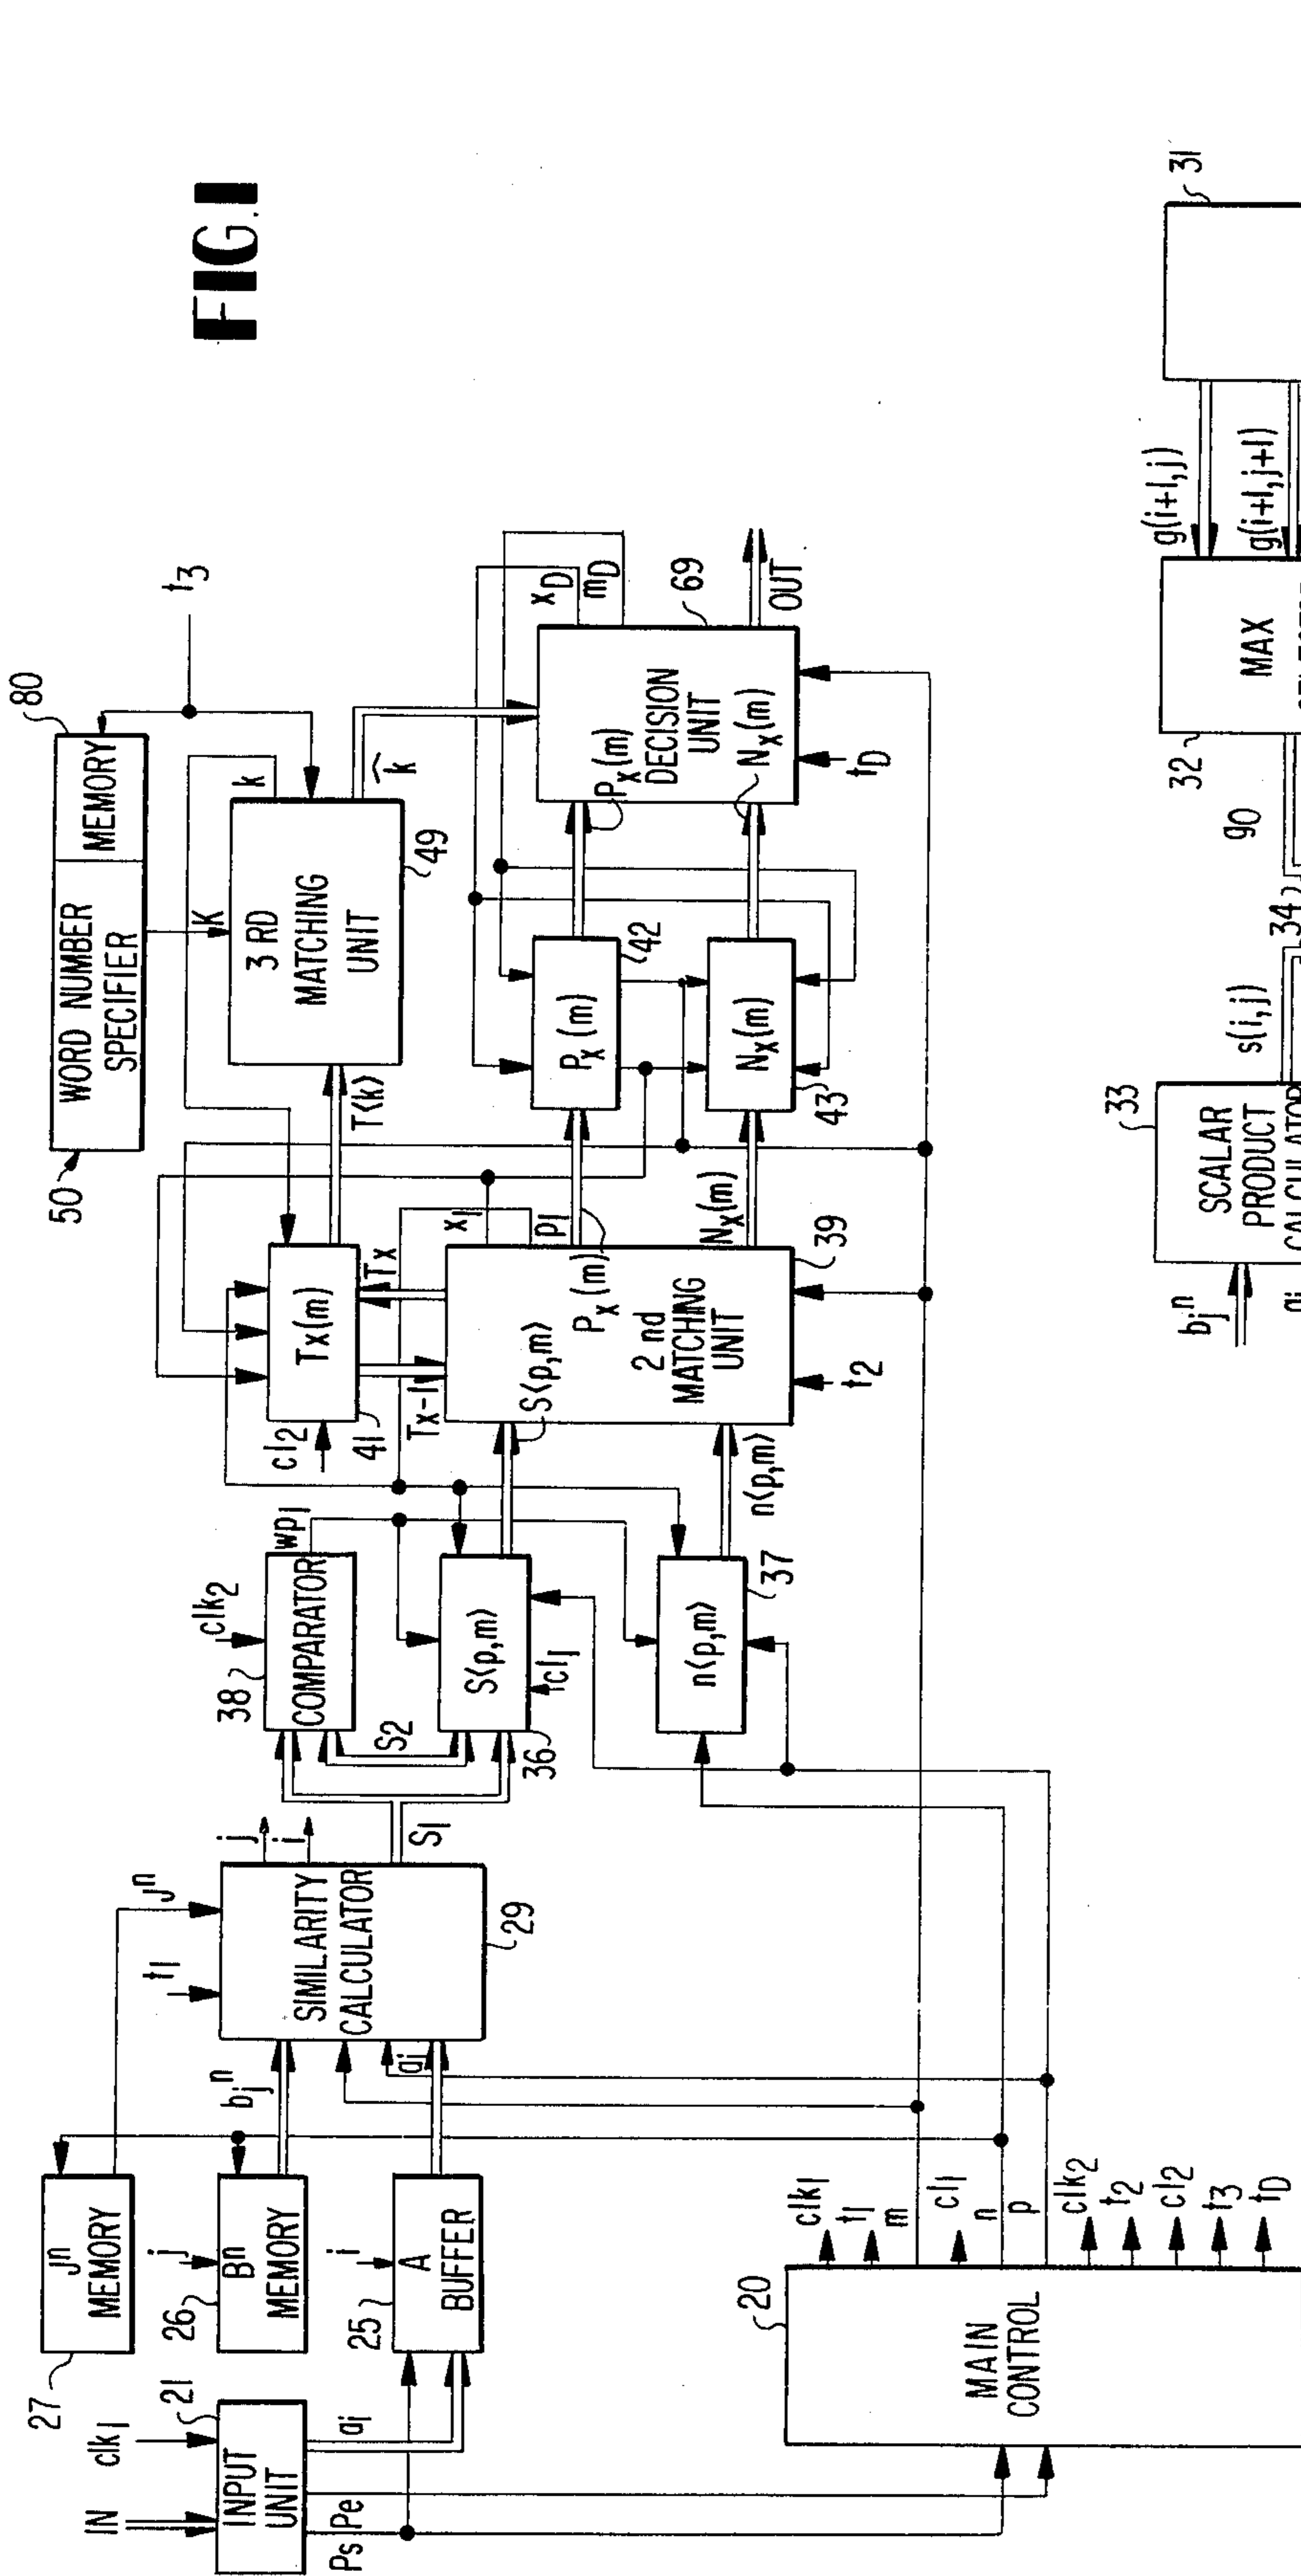 FIG.1
IN
clk1
21
INPUT
UNIT
Ps
Pe
ai
27
Jn
MEMORY
26
j
Bn
MEMORY
25
i
A
BUFFER
bjn
ai
t1
Jn
SIMILARITY
CALCULATOR
29
j
i
S1
38
clk2
COMPARATOR
wp1
S2
S⟨p,m⟩
36
cl1
n⟨p,m⟩
37
cl2
41
Tx(m)
Tx-1
Tx
x1
p1
S⟨p,m⟩
n⟨p,m⟩
Px(m)
2 nd
MATCHING
UNIT
39
t2
Nx(m)
50
WORD NUMBER
SPECIFIER
MEMORY
80
t3
K
k
T⟨k⟩
3 RD
MATCHING
UNIT
49
k̂
Px(m)
42
Nx(m)
43
xD
mD
Px(m)
DECISION
UNIT
Nx(m)
69
tD
OUT
20
MAIN
CONTROL
clk1
t1
m
cl1
n
p
clk2
t2
cl2
t3
tD
bjn
33
SCALAR
PRODUCT
CALCULATOR
s(i,j)
34
g0
32
MAX
g(i+1,j)
g(i+1,j+1)
31